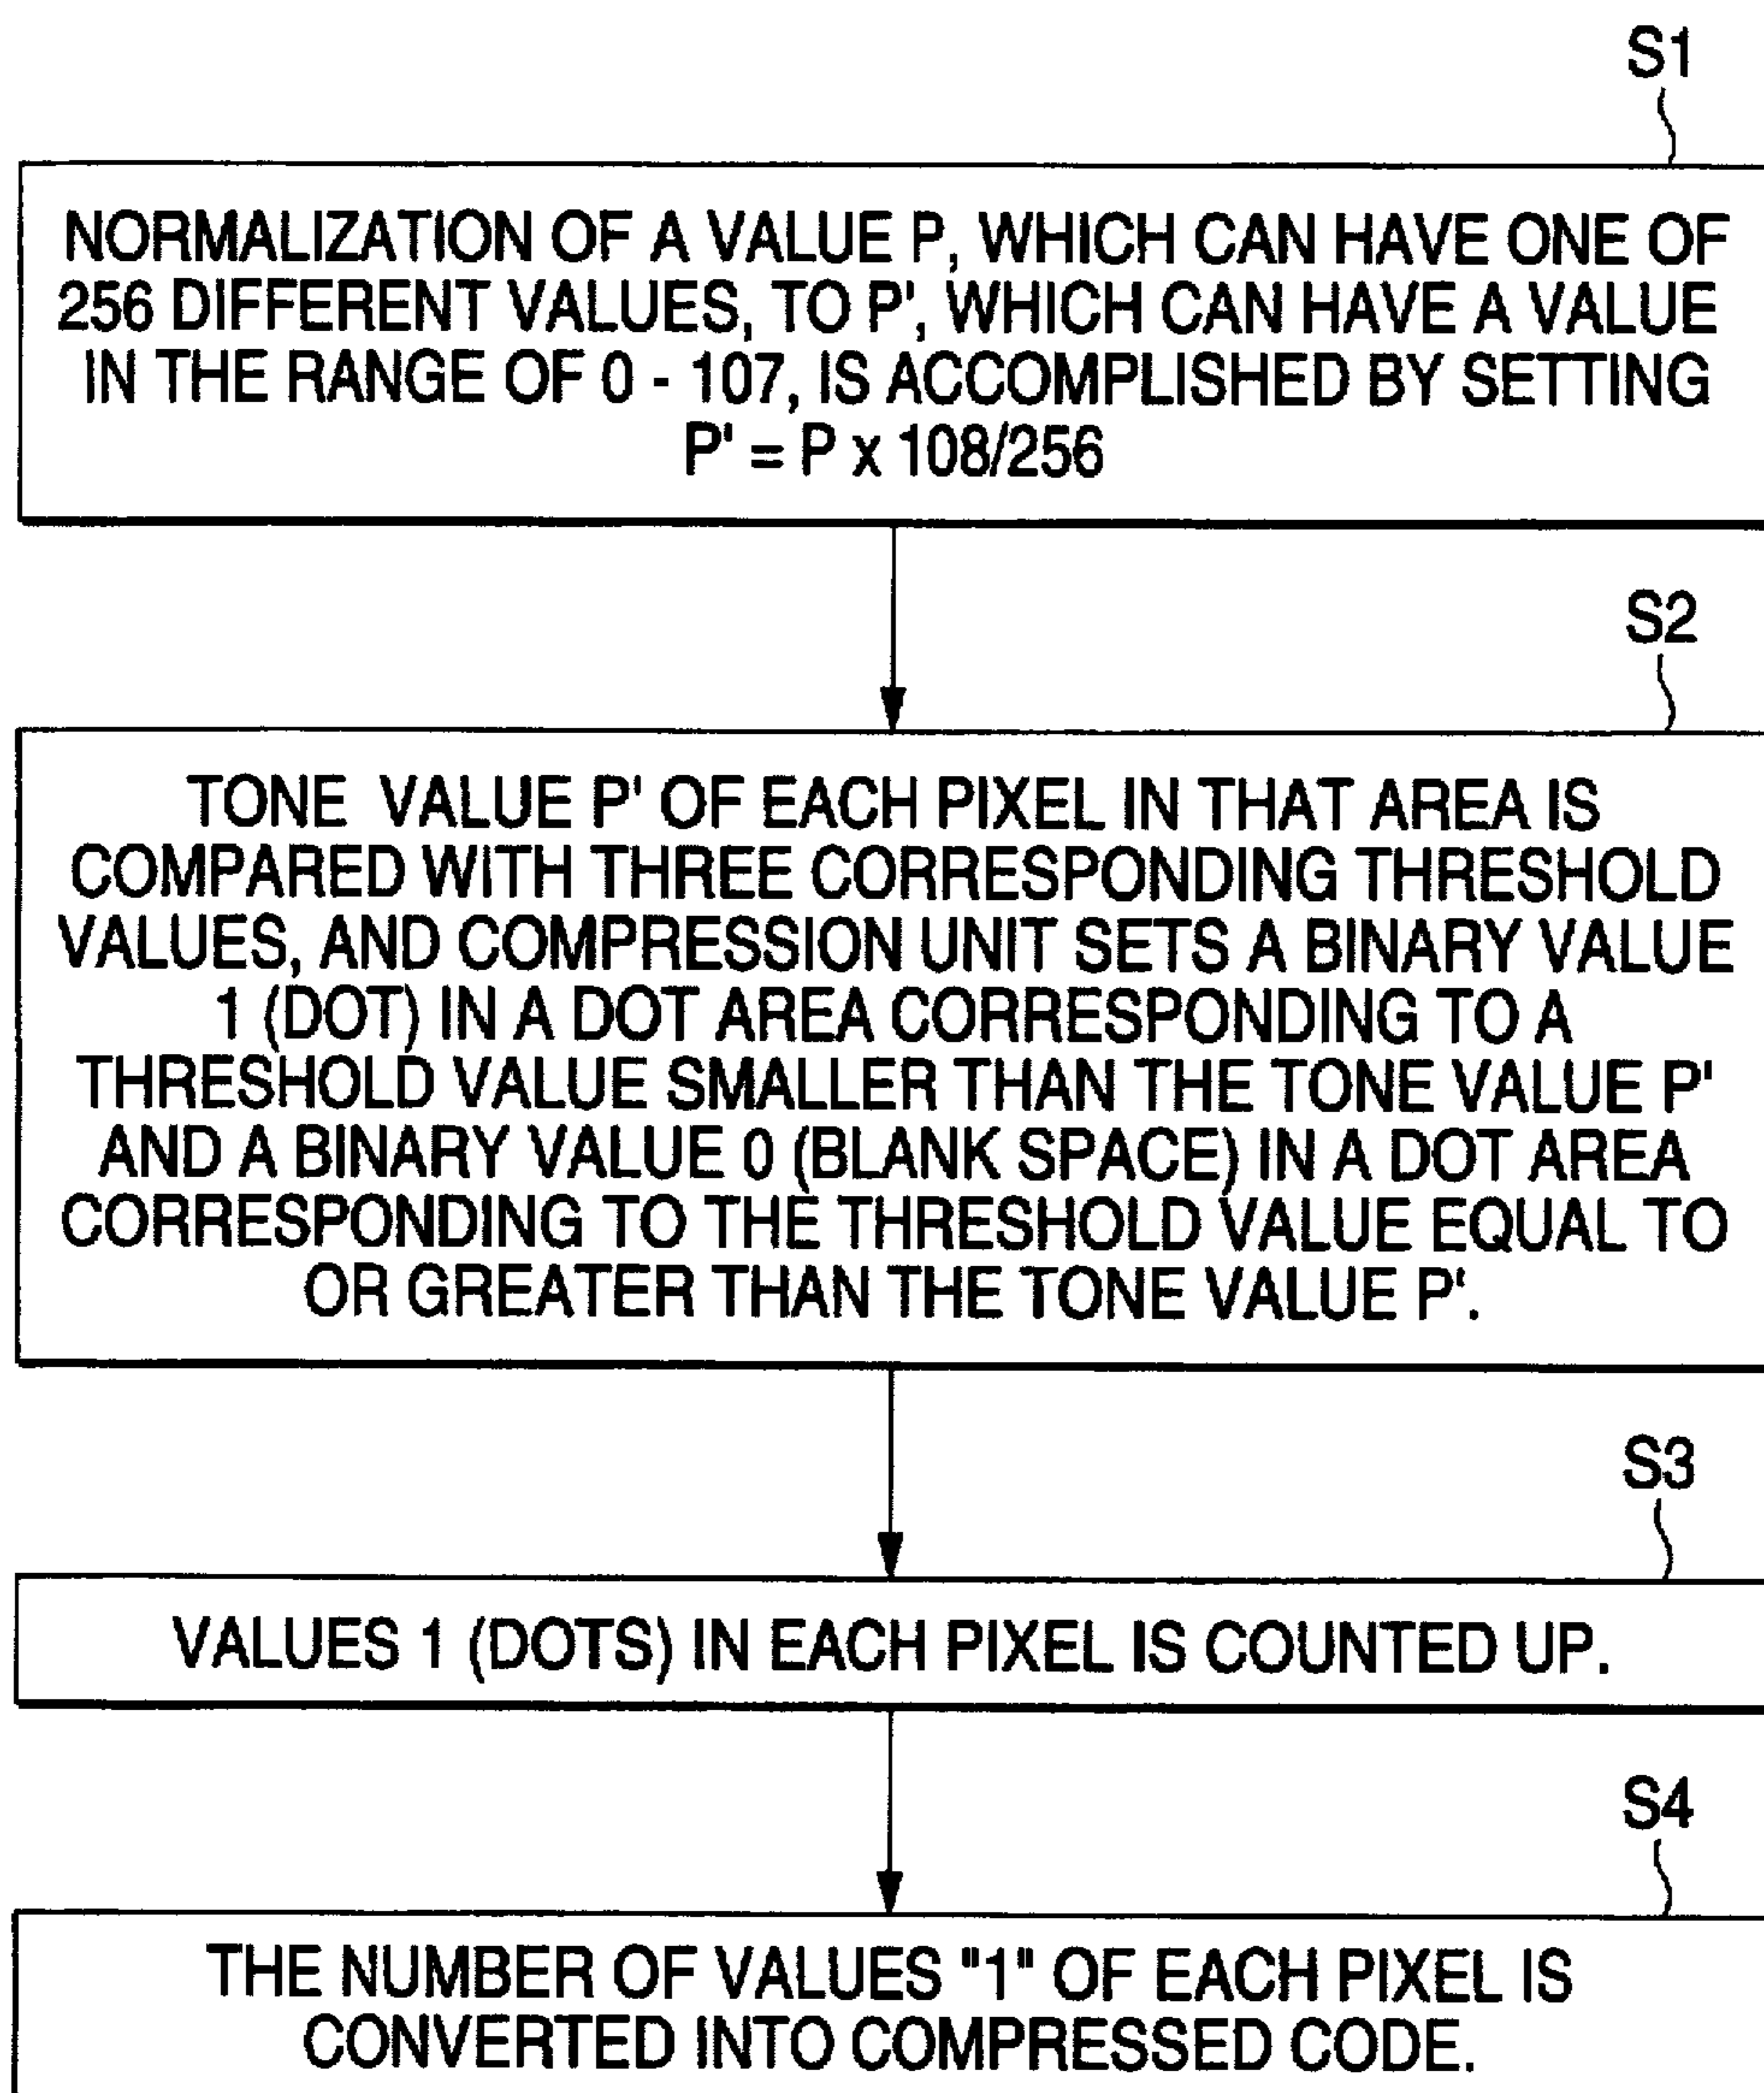 S1
NORMALIZATION OF A VALUE P, WHICH CAN HAVE ONE OF
256 DIFFERENT VALUES, TO P', WHICH CAN HAVE A VALUE
IN THE RANGE OF 0 - 107, IS ACCOMPLISHED BY SETTING
P' = P x 108/256
S2
TONE VALUE P' OF EACH PIXEL IN THAT AREA IS
COMPARED WITH THREE CORRESPONDING THRESHOLD
VALUES, AND COMPRESSION UNIT SETS A BINARY VALUE
1 (DOT) IN A DOT AREA CORRESPONDING TO A
THRESHOLD VALUE SMALLER THAN THE TONE VALUE P'
AND A BINARY VALUE 0 (BLANK SPACE) IN A DOT AREA
CORRESPONDING TO THE THRESHOLD VALUE EQUAL TO
OR GREATER THAN THE TONE VALUE P'.
S3
VALUES 1 (DOTS) IN EACH PIXEL IS COUNTED UP.
S4
THE NUMBER OF VALUES "1" OF EACH PIXEL IS
CONVERTED INTO COMPRESSED CODE.